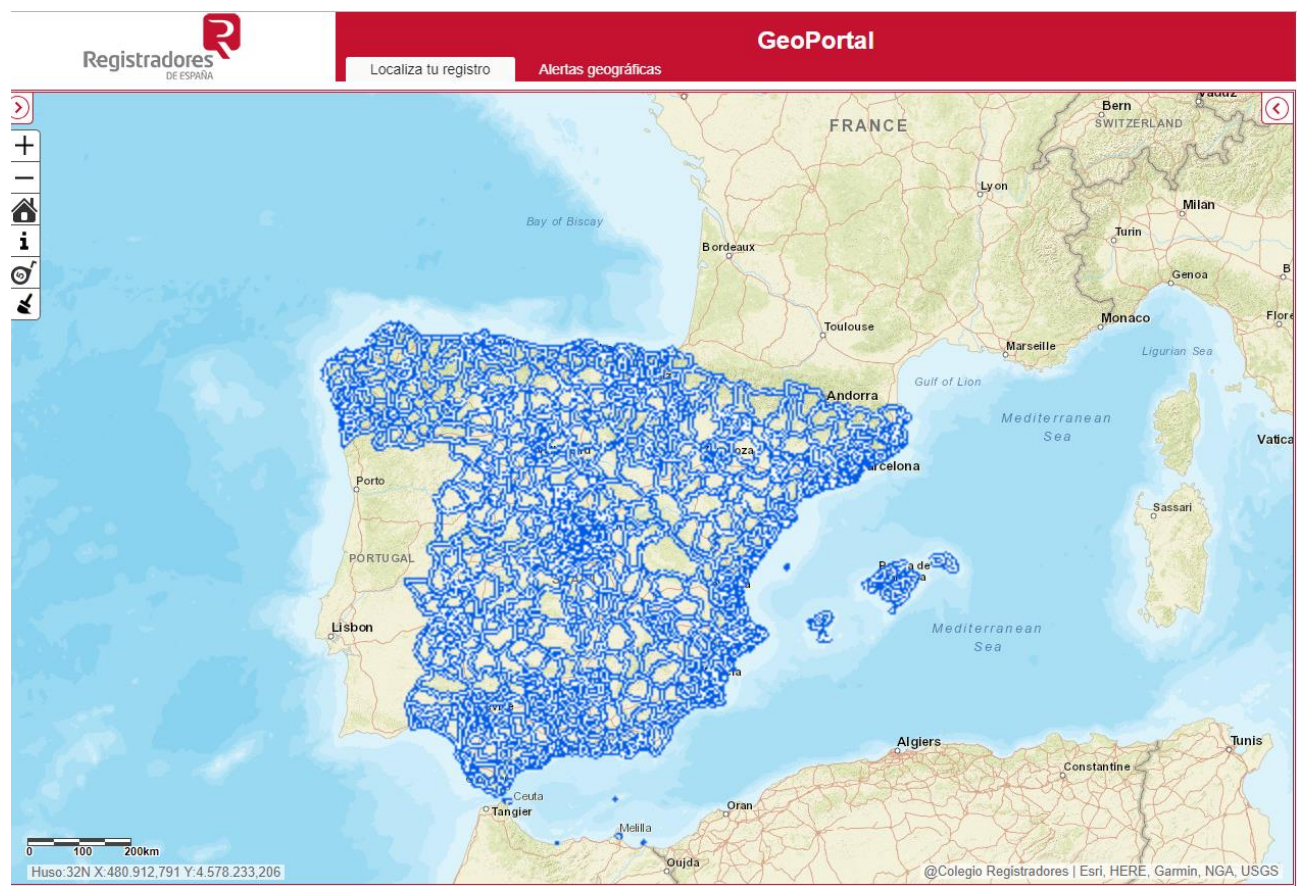 Registradores
DE ESPAÑA
GeoPortal
Localiza tu registro
Alertas geográficas
Bern
SWITZERLAND
FRANCE
Lyon
Milan
Turin
Bay of Biscay
Bordeaux
Genoa
Monaco
Toulouse
Marseille
Ligurian Sea
Gulf of Lion
Andorra
Mediterranean
Sea
Porto
Sassari
PORTUGAL
Lisbon
Mediterranean
Sea
Algiers
Tunis
Constantine
Ceuta
Tangier
Oran
Melilla
Oujda
0 100 200km
Huso:32N X:480.912,791 Y:4.578.233,206
@Colegio Registradores | Esri, HERE, Garmin, NGA, USGS